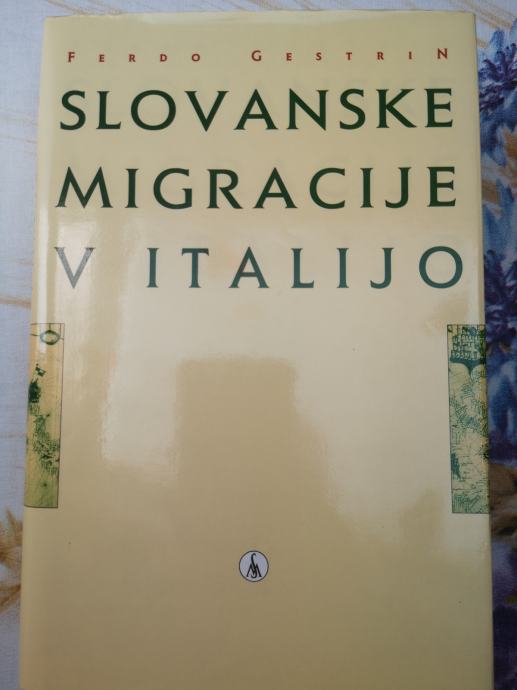 FERDO GESTRIN
SLOVANSKE
MIGRACIJE
V ITALIJO